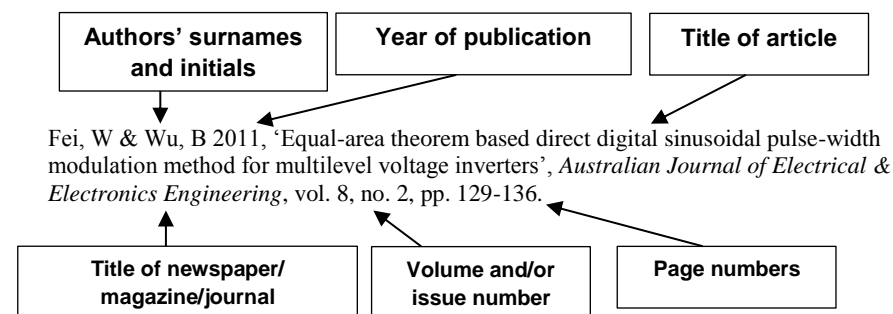 Authors' surnames
and initials
Year of publication
Title of article
Fei, W & Wu, B 2011, ‘Equal-area theorem based direct digital sinusoidal pulse-width
modulation method for multilevel voltage inverters’, Australian Journal of Electrical &
Electronics Engineering, vol. 8, no. 2, pp. 129-136.
Title of newspaper/
magazine/journal
Volume and/or
issue number
Page numbers